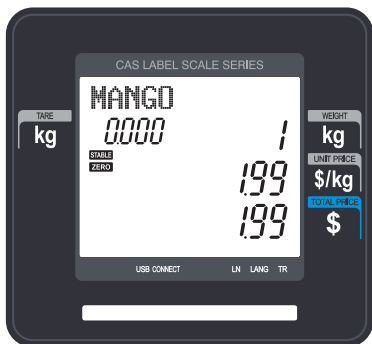 CAS LABEL SCALE SERIES
MANGO
TARE
kg
0.000
1
WEIGHT
kg
STABLE
ZERO
1.99
UNIT PRICE
$/kg
1.99
TOTAL PRICE
$
USB CONNECT LN LANG TR